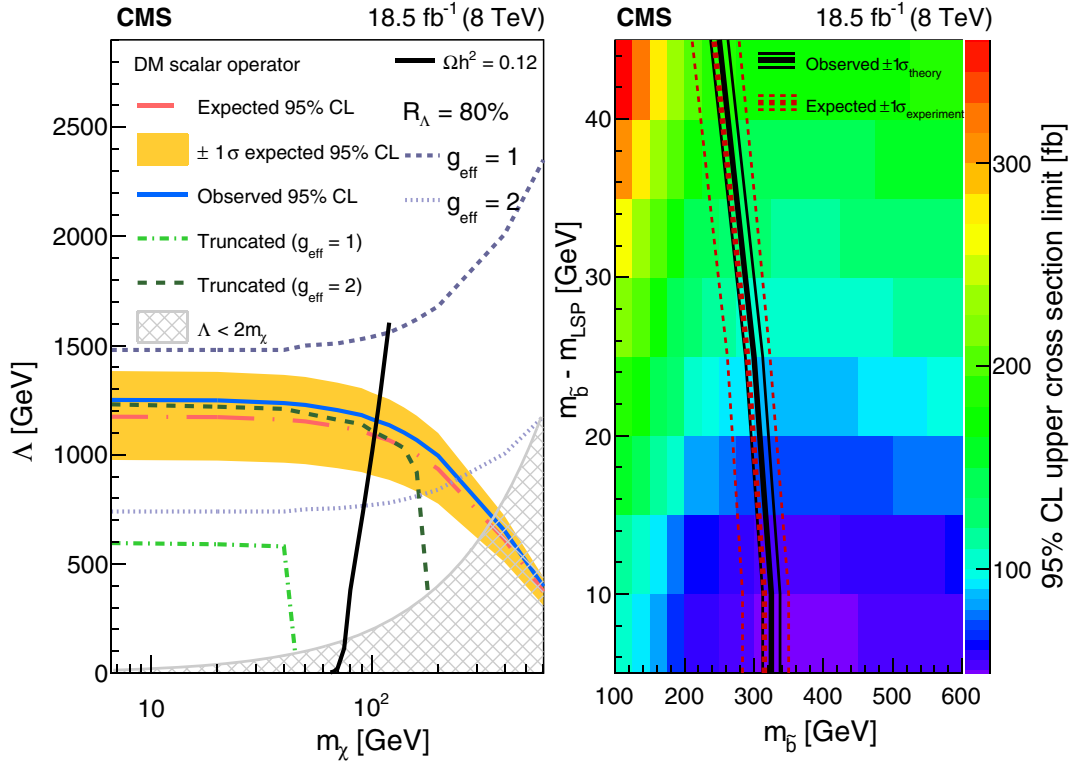 CMS
18.5 fb⁻¹ (8 TeV)
DM scalar operator
Expected 95% CL
± 1σ expected 95% CL
Observed 95% CL
Truncated (g_eff = 1)
Truncated (g_eff = 2)
Λ < 2m_χ
Ωh² = 0.12
R_Λ = 80%
g_eff = 1
g_eff = 2
Λ [GeV]
2500
2000
1500
1000
500
0
10
10²
m_χ [GeV]
CMS
18.5 fb⁻¹ (8 TeV)
Observed ±1σ_theory
Expected ±1σ_experiment
m_b̃ - m_LSP [GeV]
40
30
20
10
100 200 300 400 500 600
m_b̃ [GeV]
300
200
100
95% CL upper cross section limit [fb]